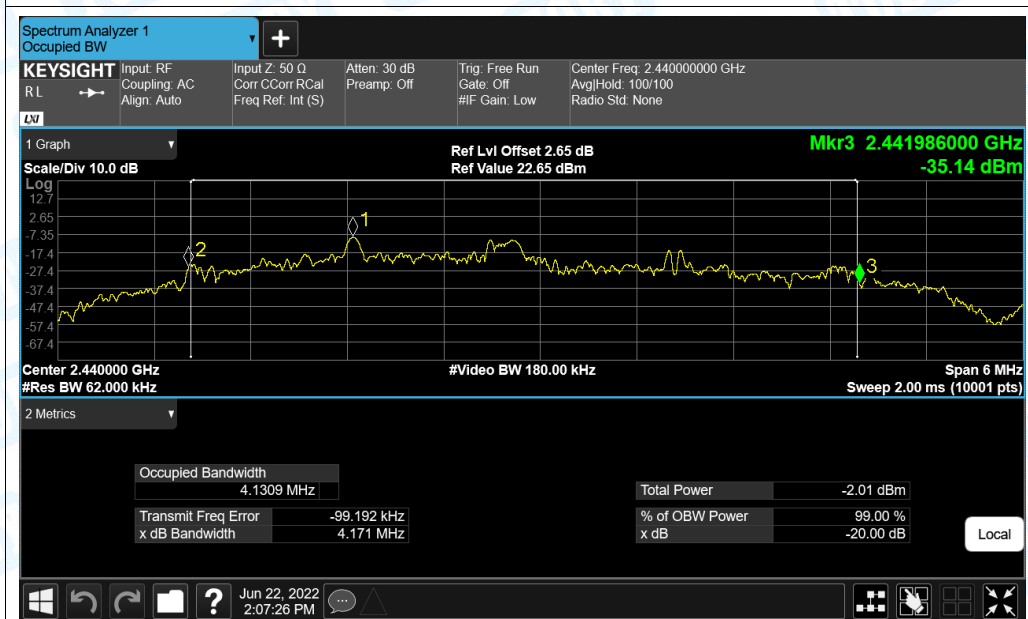 Spectrum Analyzer 1
Occupied BW
+
KEYSIGHT
R L
LXI
Input: RF
Coupling: AC
Align: Auto
Input Z: 50 Ω
Corr CCorr RCal
Freq Ref: Int (S)
Atten: 30 dB
Preamp: Off
Trig: Free Run
Gate: Off
#IF Gain: Low
Center Freq: 2.440000000 GHz
Avg|Hold: 100/100
Radio Std: None
1 Graph
Scale/Div 10.0 dB
Ref Lvl Offset 2.65 dB
Ref Value 22.65 dBm
Mkr3 2.441986000 GHz
-35.14 dBm
Log
12.7
2.65
-7.35
-17.4
-27.4
-37.4
-47.4
-57.4
-67.4
1
2
3
Center 2.440000 GHz
#Video BW 180.00 kHz
Span 6 MHz
#Res BW 62.000 kHz
Sweep 2.00 ms (10001 pts)
2 Metrics
Occupied Bandwidth
4.1309 MHz
Total Power -2.01 dBm
Transmit Freq Error -99.192 kHz
% of OBW Power 99.00 %
x dB Bandwidth 4.171 MHz
x dB -20.00 dB
Local
?
Jun 22, 2022
2:07:26 PM